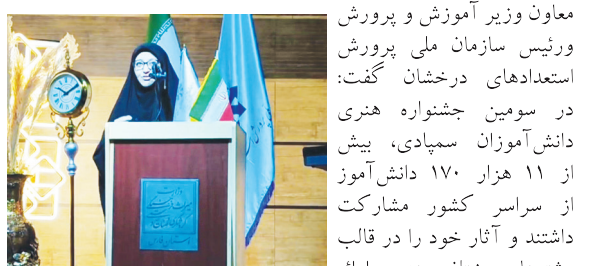 معاون وزیر آموزش و پرورش
ورئیس سازمان ملی پرورش
استعدادهای درخشان گفت:
در سومین جشنواره هنری
دانش‌آموزان سمپادی، بیش
از ۱۱ هزار ۱۷۰ دانش‌آموز
از سراسر کشور مشارکت
داشتند و آثار خود را در قالب